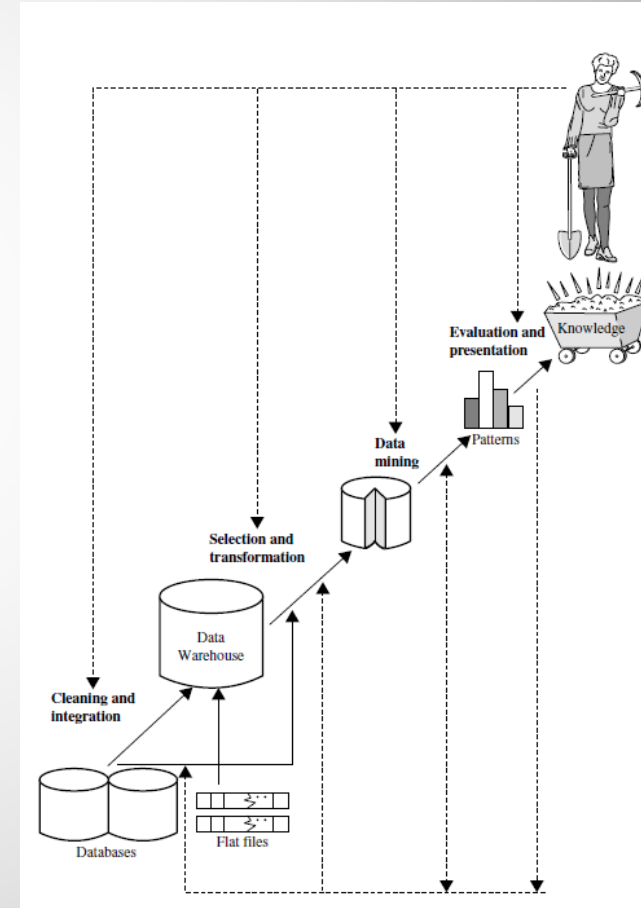 Knowledge
Evaluation and
presentation
Patterns
Data
mining
Selection and
transformation
Data
Warehouse
Cleaning and
integration
Flat files
Databases